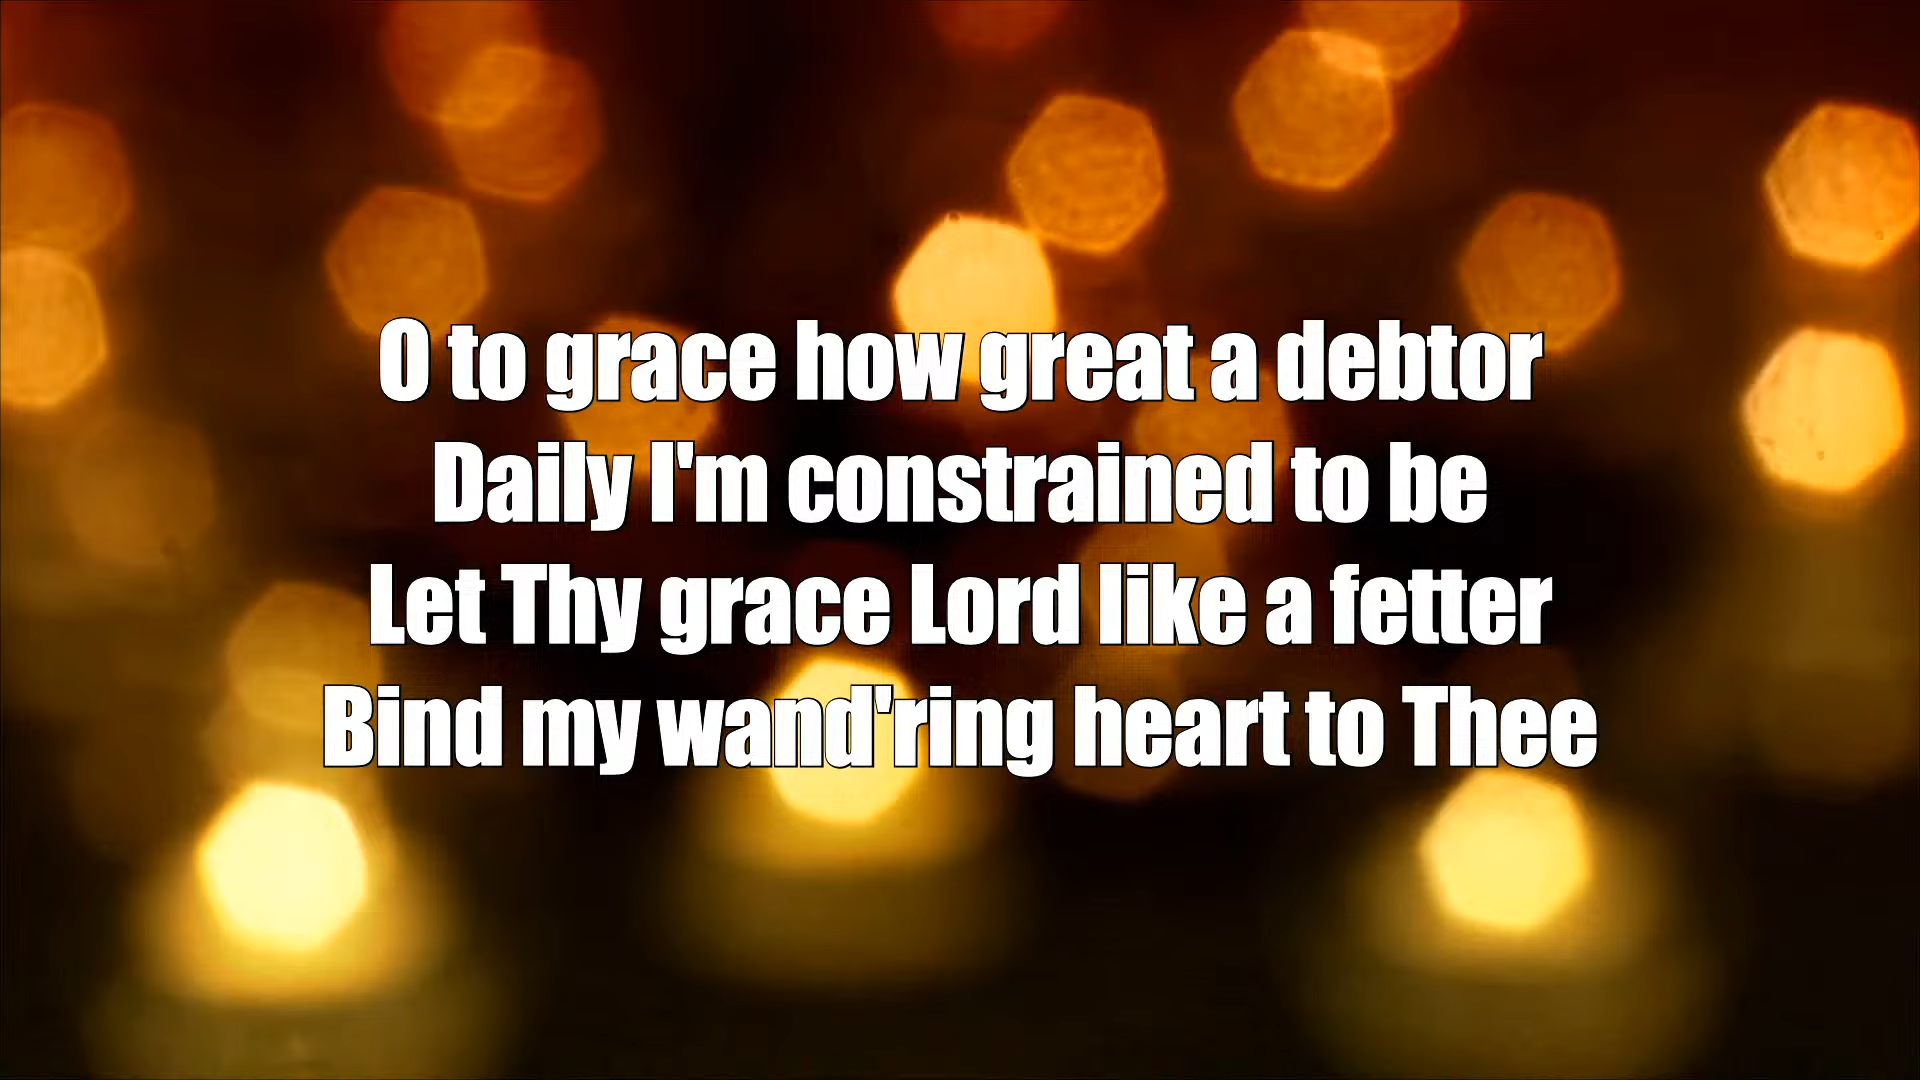 O to grace how great a debtor
Daily I'm constrained to be
Let Thy grace Lord like a fetter
Bind my wand'ring heart to Thee